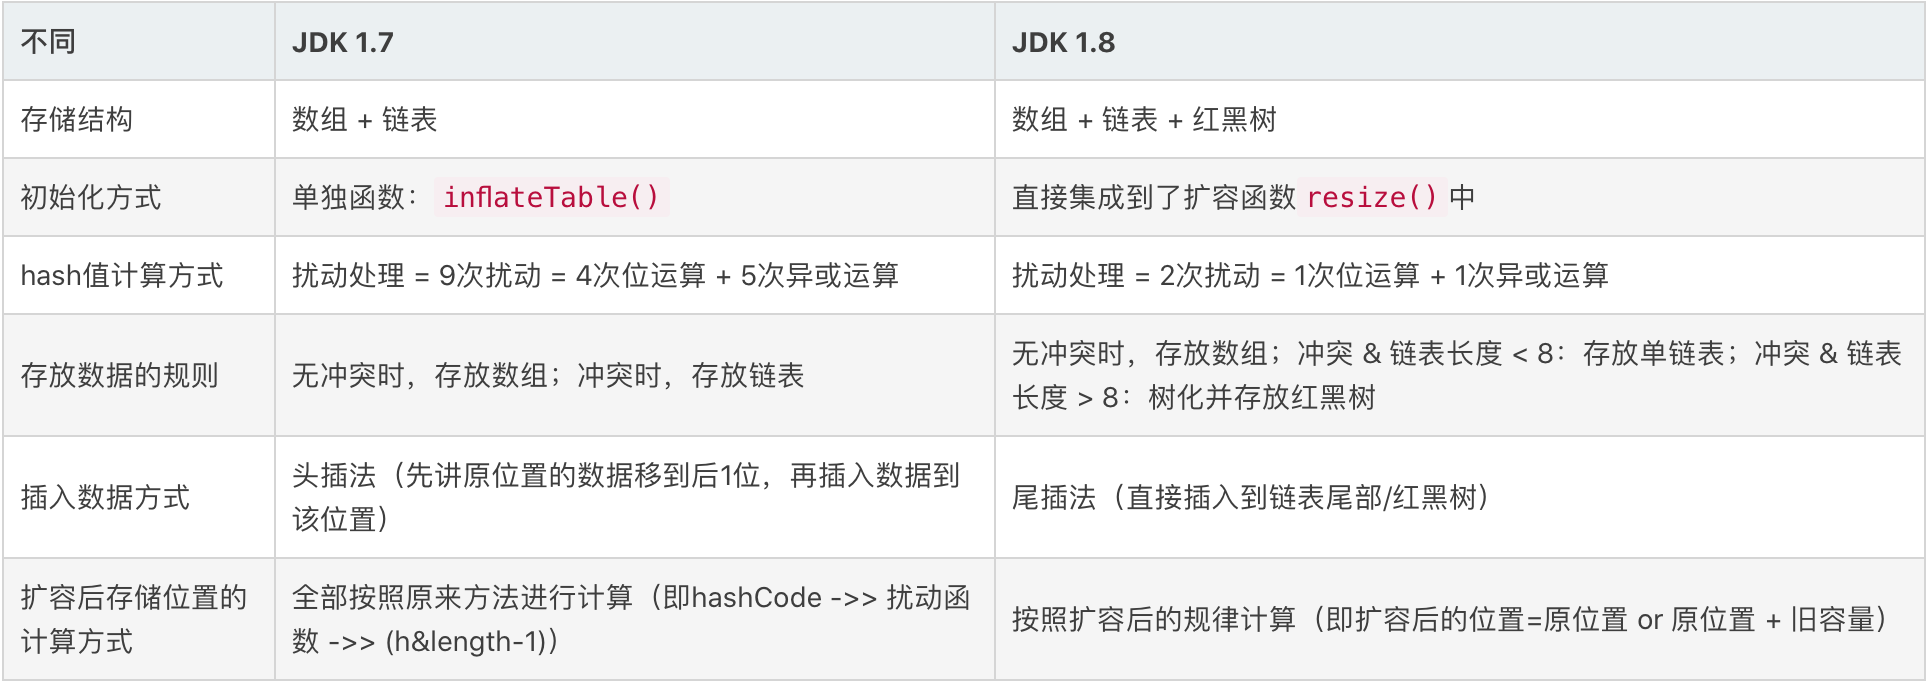 不同
JDK 1.7
JDK 1.8
存储结构
数组 + 链表
数组 + 链表 + 红黑树
初始化方式
单独函数：inflateTable()
直接集成到了扩容函数resize()中
hash值计算方式
扰动处理 = 9次扰动 = 4次位运算 + 5次异或运算
扰动处理 = 2次扰动 = 1次位运算 + 1次异或运算
存放数据的规则
无冲突时，存放数组；冲突时，存放链表
无冲突时，存放数组；冲突 & 链表长度 < 8：存放单链表；冲突 & 链表
长度 > 8：树化并存放红黑树
插入数据方式
头插法（先讲原位置的数据移到后1位，再插入数据到
该位置）
尾插法（直接插入到链表尾部/红黑树）
扩容后存储位置的
计算方式
全部按照原来方法进行计算（即hashCode ->> 扰动函
数 ->> (h&length-1)）
按照扩容后的规律计算（即扩容后的位置=原位置 or 原位置 + 旧容量）